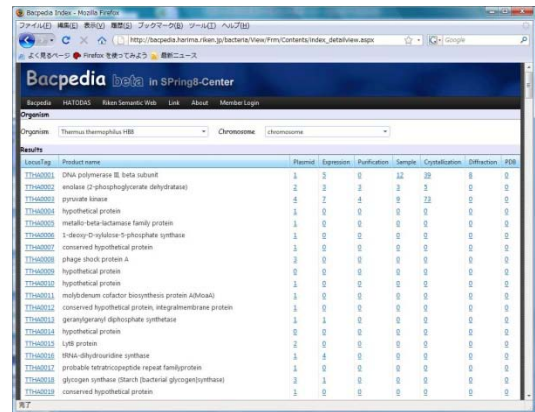 Bacpedia Index - Mozilla Firefox
ファイル(F) 編集(E) 表示(V) 履歴(S) ブックマーク(B) ツール(T) ヘルプ(H)
http://bacpedia.harima.riken.jp/bacteria/View/Frm/Contents/index_detailview.aspx Google
よく見るページ Firefox を使ってみよう 最新ニュース
Bacpedia beta in SPring8-Center
Bacpedia HATODAS Riken Semantic Web Link About Member Login
Organism
Organism Thermus thermophilus HB8 Chromosome chromosome
Results
LocusTag Product name Plasmid Expression Purification Sample Crystallization Diffraction PDB
TTHA0001 DNA polymerase III, beta subunit 1 5 0 12 39 8 0
TTHA0002 enolase (2-phosphoglycerate dehydratase) 2 3 3 3 5 0 0
TTHA0003 pyruvate kinase 4 7 4 9 73 0 0
TTHA0004 hypothetical protein 1 0 0 0 0 0 0
TTHA0005 metallo-beta-lactamase family protein 1 0 0 0 0 0 0
TTHA0006 1-deoxy-D-xylulose-5-phosphate synthase 1 0 0 0 0 0 0
TTHA0007 conserved hypothetical protein 1 0 0 0 0 0 0
TTHA0008 phage shock protein A 3 0 0 0 0 0 0
TTHA0009 hypothetical protein 0 0 0 0 0 0 0
TTHA0010 hypothetical protein 1 0 0 0 0 0 0
TTHA0011 molybdenum cofactor biosynthesis protein A(MoaA) 1 0 0 0 0 0 0
TTHA0012 conserved hypothetical protein, integralmembrane protein 1 0 0 0 0 0 0
TTHA0013 geranylgeranyl diphosphate synthetase 1 1 0 0 0 0 0
TTHA0014 hypothetical protein 0 0 0 0 0 0 0
TTHA0015 LytB protein 2 0 0 0 0 0 0
TTHA0016 tRNA-dihydrouridine synthase 1 4 0 0 0 0 0
TTHA0017 probable tetratricopeptide repeat familyprotein 1 0 0 0 0 0 0
TTHA0018 glycogen synthase (Starch (bacterial glycogen)synthase) 3 1 0 0 0 0 0
TTHA0019 conserved hypothetical protein 1 0 0 0 0 0 0
完了